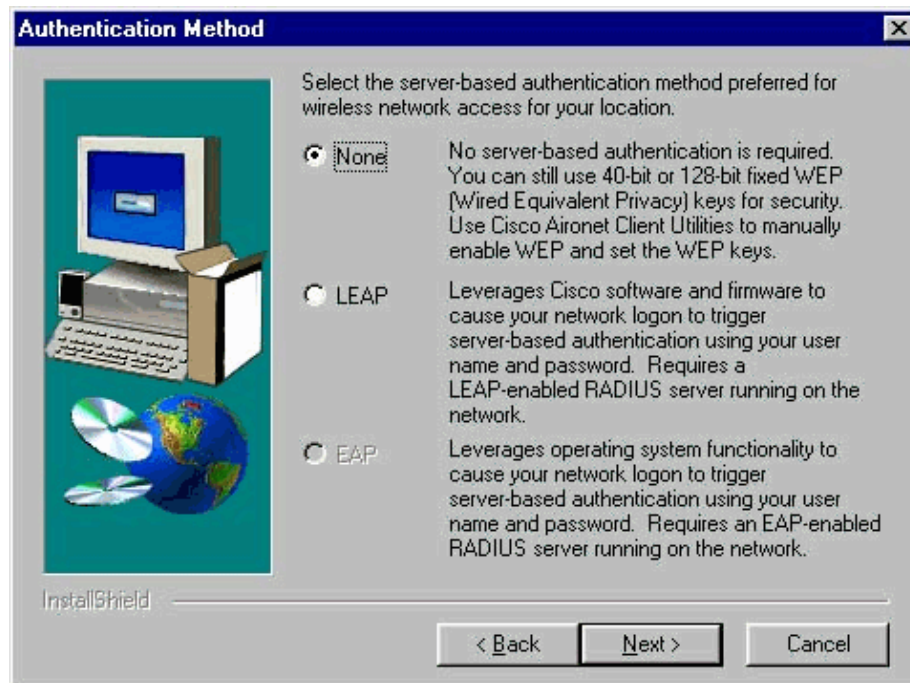 Authentication Method
Select the server-based authentication method preferred for
wireless network access for your location.
None
No server-based authentication is required.
You can still use 40-bit or 128-bit fixed WEP
(Wired Equivalent Privacy) keys for security.
Use Cisco Aironet Client Utilities to manually
enable WEP and set the WEP keys.
LEAP
Leverages Cisco software and firmware to
cause your network logon to trigger
server-based authentication using your user
name and password. Requires a
LEAP-enabled RADIUS server running on the
network.
EAP
Leverages operating system functionality to
cause your network logon to trigger
server-based authentication using your user
name and password. Requires an EAP-enabled
RADIUS server running on the network.
InstallShield
< Back
Next >
Cancel